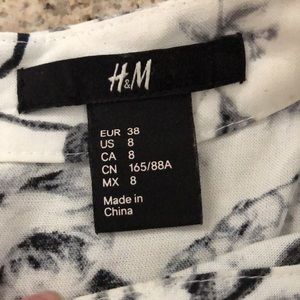 H&M
EUR 38
US 8
CA 8
CN 165/88A
MX 8
Made in
China